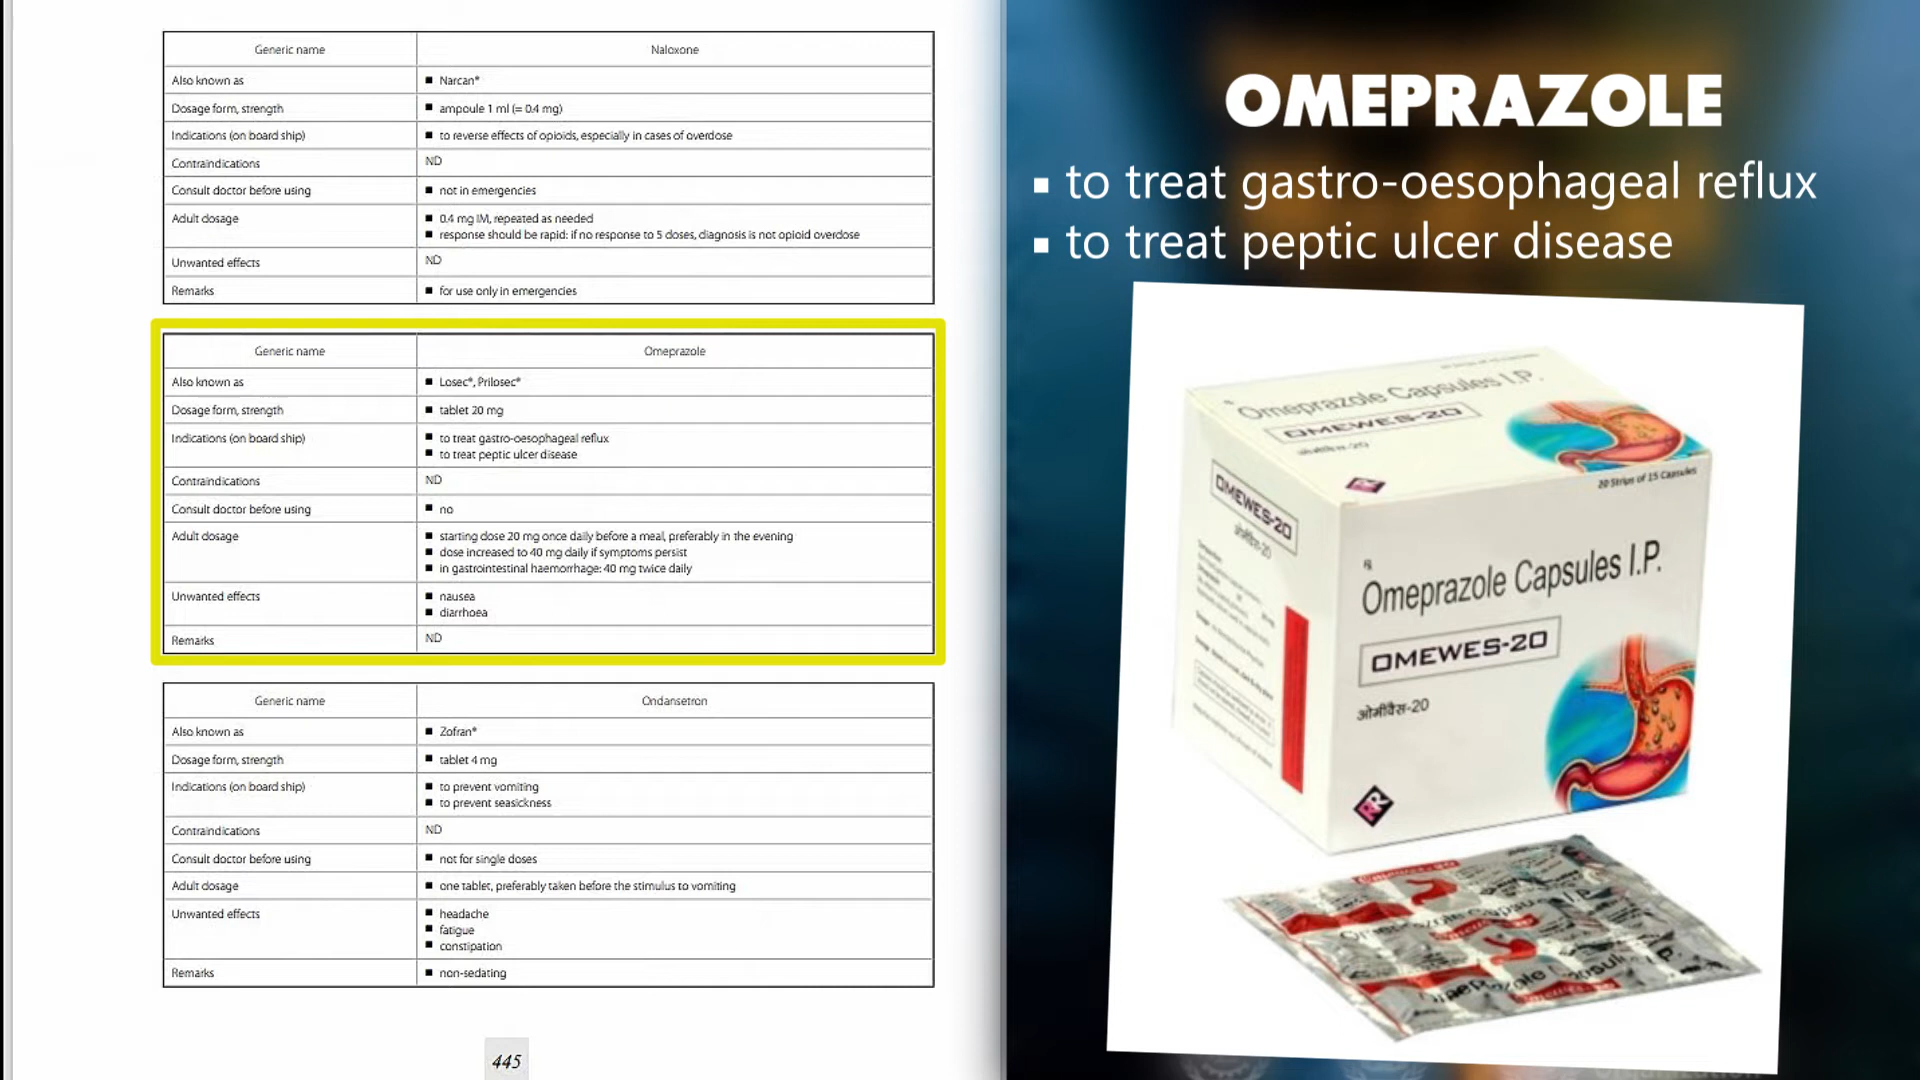 Generic name Naloxone
Also known as ■ Narcan®
Dosage form, strength ■ ampoule 1 ml (= 0.4 mg)
Indications (on board ship) ■ to reverse effects of opioids, especially in cases of overdose
Contraindications ND
Consult doctor before using ■ not in emergencies
Adult dosage ■ 0.4 mg IM, repeated as needed
■ response should be rapid: if no response to 5 doses, diagnosis is not opioid overdose
Unwanted effects ND
Remarks ■ for use only in emergencies
Generic name Omeprazole
Also known as ■ Losec®, Prilosec®
Dosage form, strength ■ tablet 20 mg
Indications (on board ship) ■ to treat gastro-oesophageal reflux
■ to treat peptic ulcer disease
Contraindications ND
Consult doctor before using ■ no
Adult dosage ■ starting dose 20 mg once daily before a meal, preferably in the evening
■ dose increased to 40 mg daily if symptoms persist
■ in gastrointestinal haemorrhage: 40 mg twice daily
Unwanted effects ■ nausea
■ diarrhoea
Remarks ND
Generic name Ondansetron
Also known as ■ Zofran®
Dosage form, strength ■ tablet 4 mg
Indications (on board ship) ■ to prevent vomiting
■ to prevent seasickness
Contraindications ND
Consult doctor before using ■ not for single doses
Adult dosage ■ one tablet, preferably taken before the stimulus to vomiting
Unwanted effects ■ headache
■ fatigue
■ constipation
Remarks ■ non-sedating
445
OMEPRAZOLE
▪ to treat gastro-oesophageal reflux
▪ to treat peptic ulcer disease
Omeprazole Capsules I.P.
OMEWES-20
ओमीवैस-20
20 Strips of 15 Capsules
OMEWES-20
ओमीवैस-20
Omeprazole Capsules I.P.
OMEWES-20
ओमीवैस-20